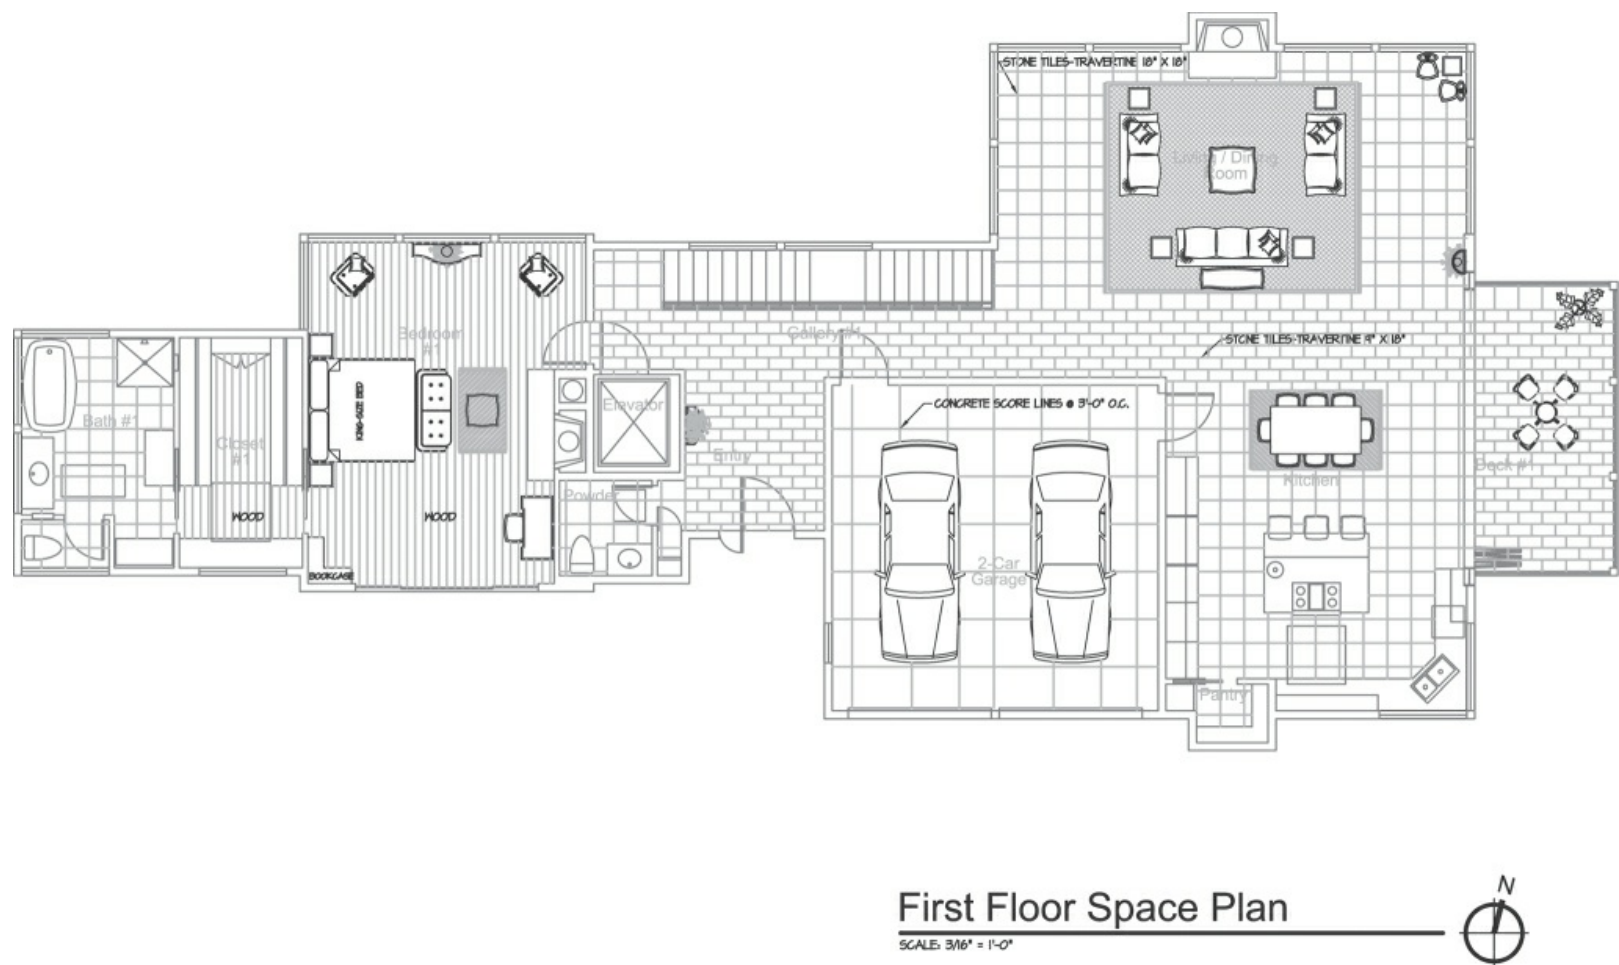 STONE TILES-TRAVERTINE 18" X 18"
Living / Dining
Room
Bedroom
#1
Gallery #1
STONE TILES-TRAVERTINE 9" X 18"
KING-SIZE BED
Elevator
CONCRETE SCORE LINES @ 3'-0" O.C.
Bath #1
Closet
#1
Entry
Deck #1
Kitchen
Powder
WOOD
WOOD
2-Car
Garage
BOOKCASE
Pantry
N
First Floor Space Plan
SCALE: 3/16" = 1'-0"